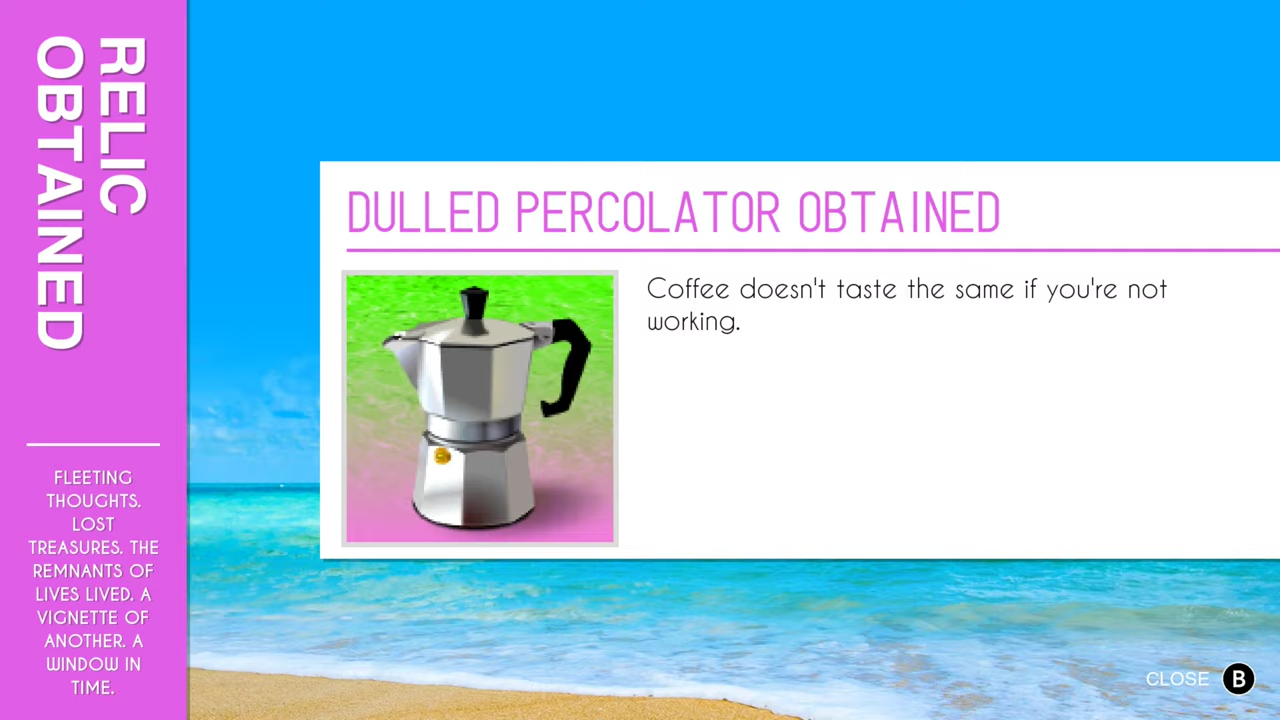 RELIC
OBTAINED
FLEETING
THOUGHTS.
LOST
TREASURES. THE
REMNANTS OF
LIVES LIVED. A
VIGNETTE OF
ANOTHER. A
WINDOW IN
TIME.
DULLED PERCOLATOR OBTAINED
Coffee doesn't taste the same if you're not
working.
CLOSE B